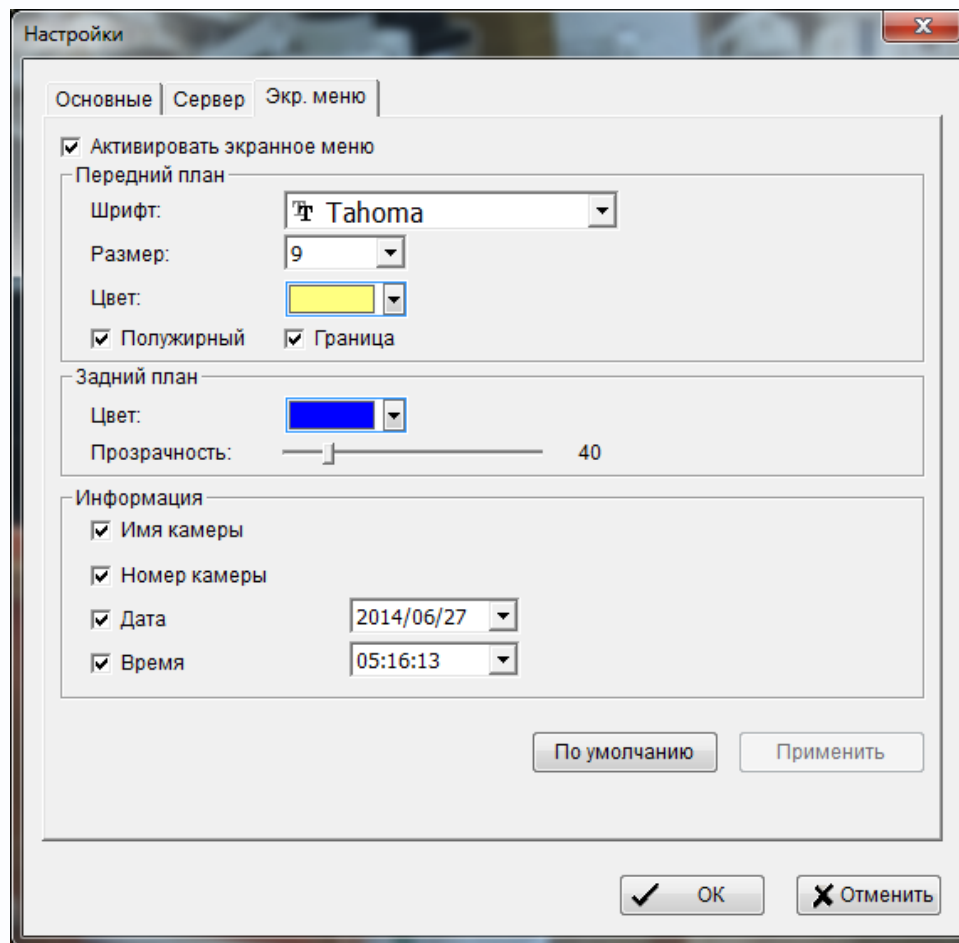 Настройки
Основные Сервер Экр. меню
Активировать экранное меню
Передний план
Шрифт: Tahoma
Размер: 9
Цвет:
Полужирный Граница
Задний план
Цвет:
Прозрачность: 40
Информация
Имя камеры
Номер камеры
Дата 2014/06/27
Время 05:16:13
По умолчанию Применить
ОК Отменить